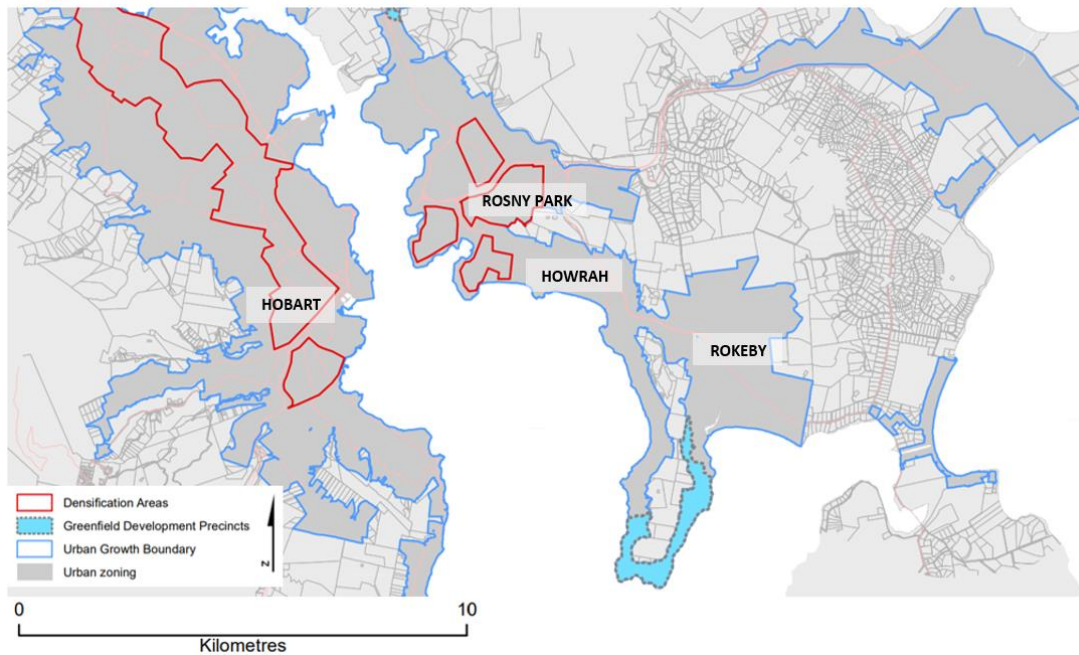 ROSNY PARK
HOWRAH
HOBART
ROKEBY
Densification Areas
Greenfield Development Precincts
Urban Growth Boundary
Urban zoning
N
0 10
Kilometres